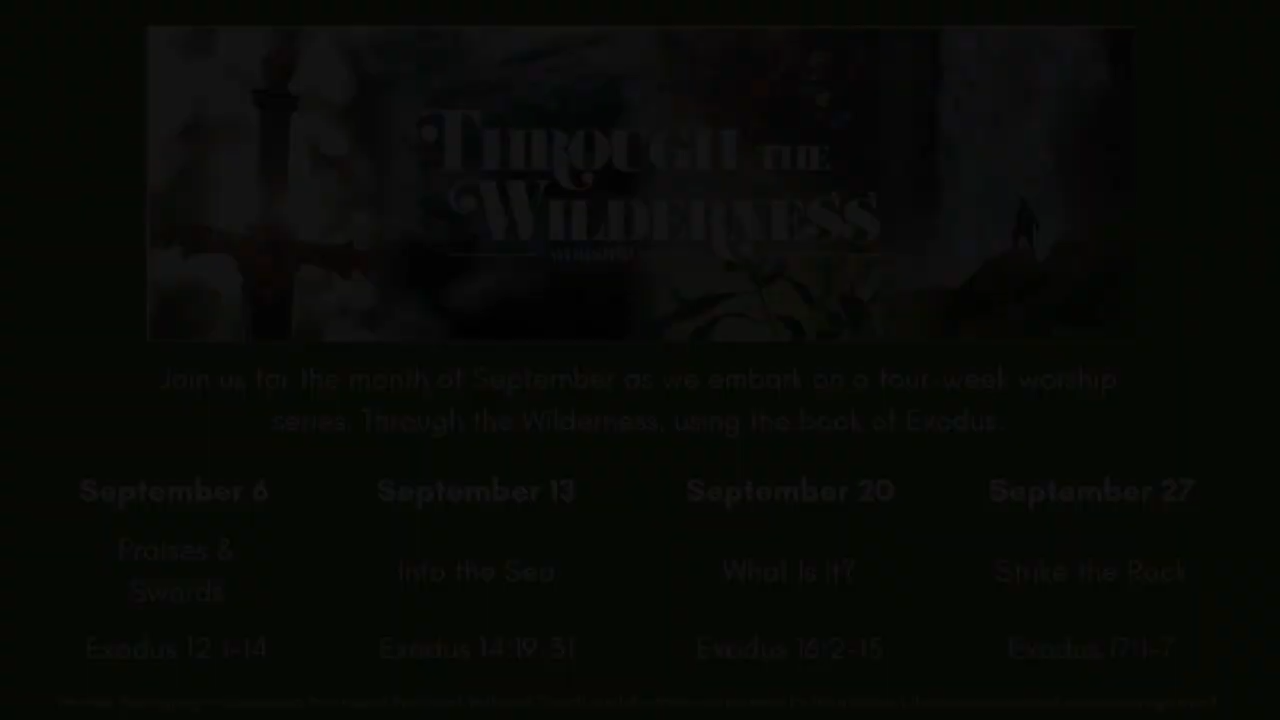 THROUGH THE
WILDERNESS
Join us for the month of September as we embark on a four-week worship
series, Through the Wilderness, using the book of Exodus.
September 6
Praises &
Swords
Exodus 12:1-14
September 13
Into the Sea
Exodus 14:19-31
September 20
What Is It?
Exodus 16:2-15
September 27
Strike the Rock
Exodus 17:1-7